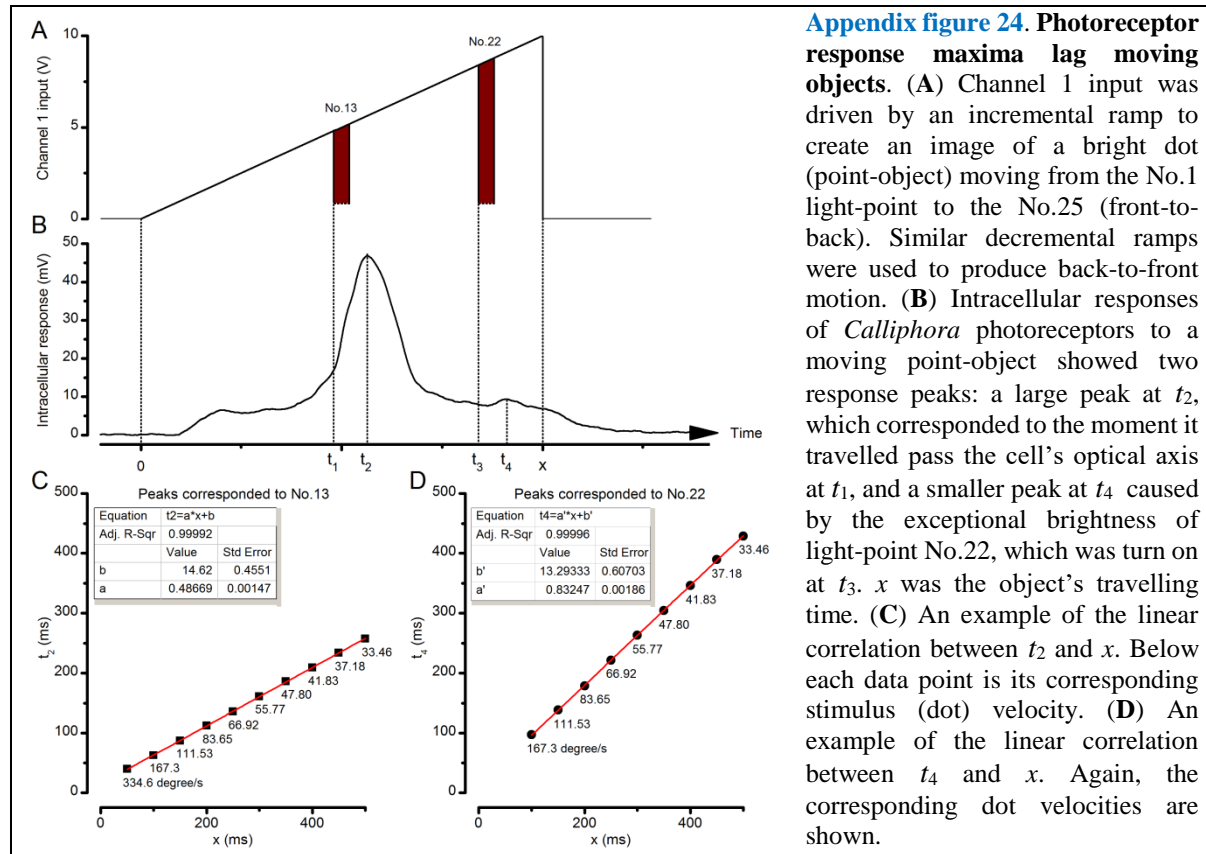 A
10
5
0
Channel 1 input (V)
No.13
No.22
B
50
40
30
20
10
0
Intracellular response (mV)
Time
0
t1
t2
t3
t4
x
C
500
400
300
200
100
0
t2 (ms)
Peaks corresponded to No.13
Equation t2=a*x+b
Adj. R-Sqr 0.99992
Value Std Error
b 14.62 0.4551
a 0.48669 0.00147
33.46
37.18
41.83
47.80
55.77
66.92
83.65
111.53
167.3
334.6 degree/s
0 200 400
x (ms)
D
500
400
300
200
100
0
t4 (ms)
Peaks corresponded to No.22
Equation t4=a'*x+b'
Adj. R-Sqr 0.99996
Value Std Error
b' 13.29333 0.60703
a' 0.83247 0.00186
33.46
37.18
41.83
47.80
55.77
66.92
83.65
111.53
167.3 degree/s
0 200 400
x (ms)
Appendix figure 24. Photoreceptor
response maxima lag moving
objects. (A) Channel 1 input was
driven by an incremental ramp to
create an image of a bright dot
(point-object) moving from the No.1
light-point to the No.25 (front-to-
back). Similar decremental ramps
were used to produce back-to-front
motion. (B) Intracellular responses
of Calliphora photoreceptors to a
moving point-object showed two
response peaks: a large peak at t2,
which corresponded to the moment it
travelled pass the cell's optical axis
at t1, and a smaller peak at t4 caused
by the exceptional brightness of
light-point No.22, which was turn on
at t3. x was the object's travelling
time. (C) An example of the linear
correlation between t2 and x. Below
each data point is its corresponding
stimulus (dot) velocity. (D) An
example of the linear correlation
between t4 and x. Again, the
corresponding dot velocities are
shown.